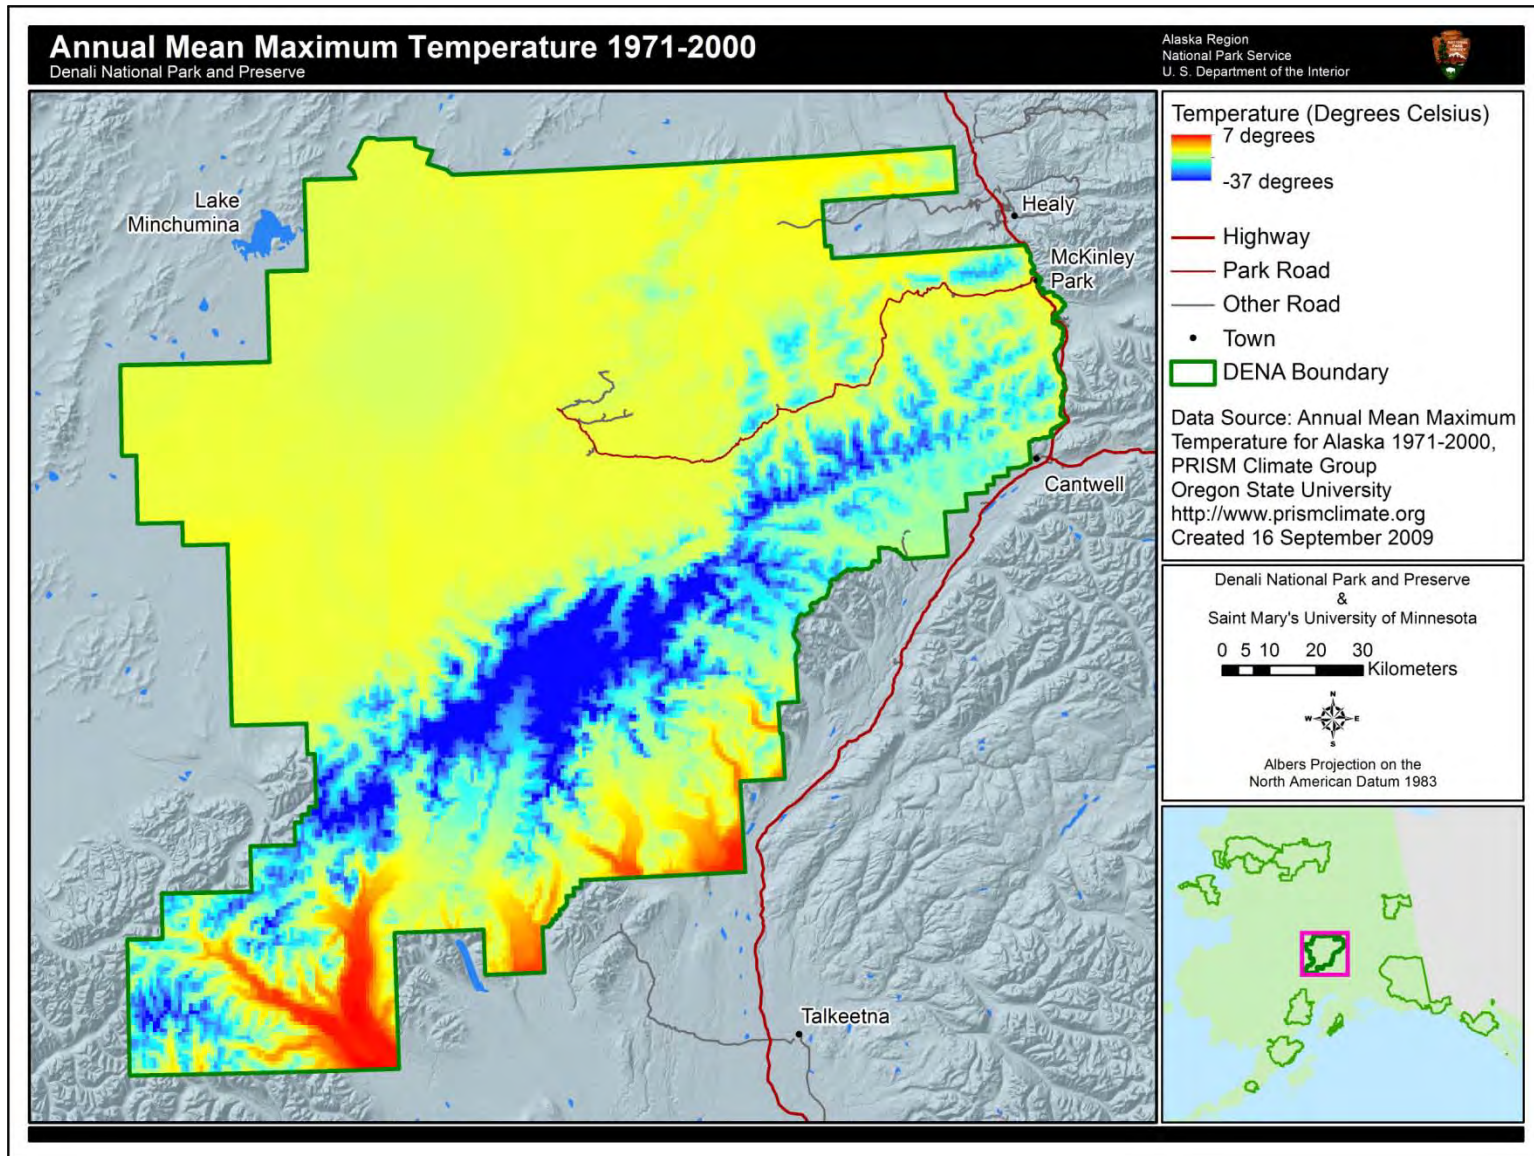 Annual Mean Maximum Temperature 1971-2000
Denali National Park and Preserve
Alaska Region
National Park Service
U. S. Department of the Interior
Lake
Minchumina
Healy
McKinley
Park
Cantwell
Talkeetna
Temperature (Degrees Celsius)
7 degrees
-37 degrees
Highway
Park Road
Other Road
Town
DENA Boundary
Data Source: Annual Mean Maximum
Temperature for Alaska 1971-2000,
PRISM Climate Group
Oregon State University
http://www.prismclimate.org
Created 16 September 2009
Denali National Park and Preserve
&
Saint Mary's University of Minnesota
0 5 10 20 30
Kilometers
N
W E
S
Albers Projection on the
North American Datum 1983